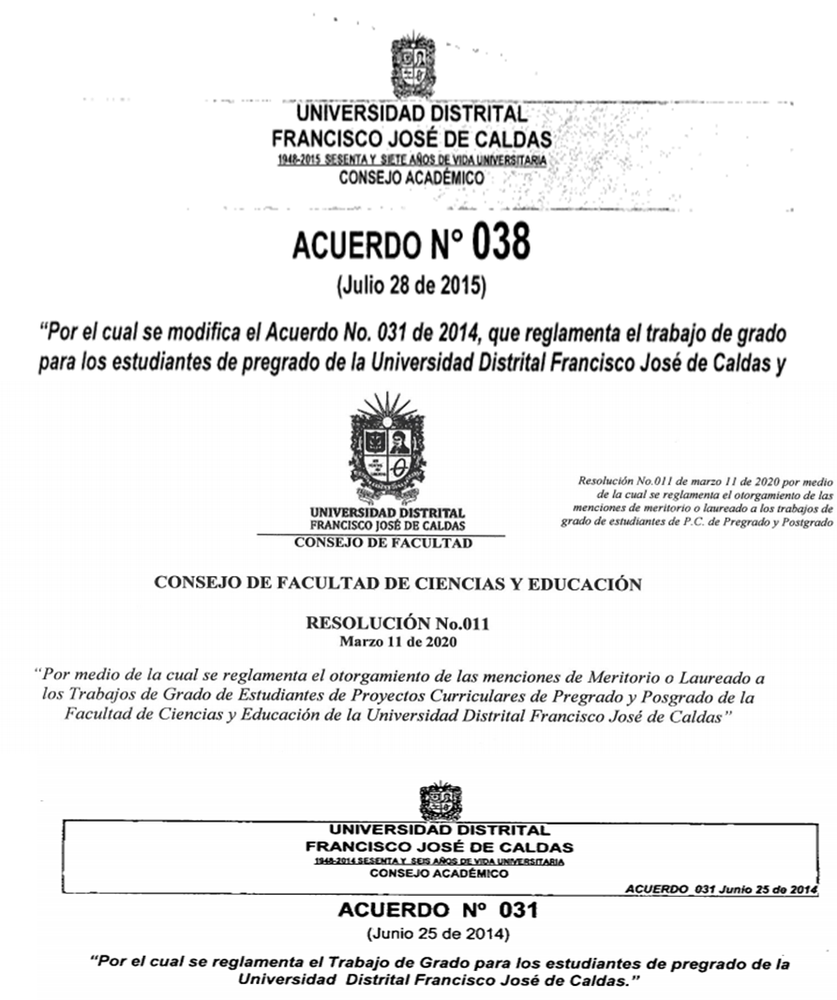 UNIVERSIDAD DISTRITAL
FRANCISCO JOSÉ DE CALDAS
1948-2015 SESENTA Y SIETE AÑOS DE VIDA UNIVERSITARIA
CONSEJO ACADÉMICO
ACUERDO Nº 038
(Julio 28 de 2015)
“Por el cual se modifica el Acuerdo No. 031 de 2014, que reglamenta el trabajo de grado
para los estudiantes de pregrado de la Universidad Distrital Francisco José de Caldas y
UNIVERSIDAD DISTRITAL
FRANCISCO JOSÉ DE CALDAS
CONSEJO DE FACULTAD
Resolución No.011 de marzo 11 de 2020 por medio
de la cual se reglamenta el otorgamiento de las
menciones de meritorio o laureado a los trabajos de
grado de estudiantes de P.C. de Pregrado y Postgrado
CONSEJO DE FACULTAD DE CIENCIAS Y EDUCACIÓN
RESOLUCIÓN No.011
Marzo 11 de 2020
“Por medio de la cual se reglamenta el otorgamiento de las menciones de Meritorio o Laureado a
los Trabajos de Grado de Estudiantes de Proyectos Curriculares de Pregrado y Posgrado de la
Facultad de Ciencias y Educación de la Universidad Distrital Francisco José de Caldas”
UNIVERSIDAD DISTRITAL
FRANCISCO JOSÉ DE CALDAS
1948-2014 SESENTA Y SEIS AÑOS DE VIDA UNIVERSITARIA
CONSEJO ACADÉMICO
ACUERDO 031 Junio 25 de 2014
ACUERDO Nº 031
(Junio 25 de 2014)
“Por el cual se reglamenta el Trabajo de Grado para los estudiantes de pregrado de la
Universidad Distrital Francisco José de Caldas.”